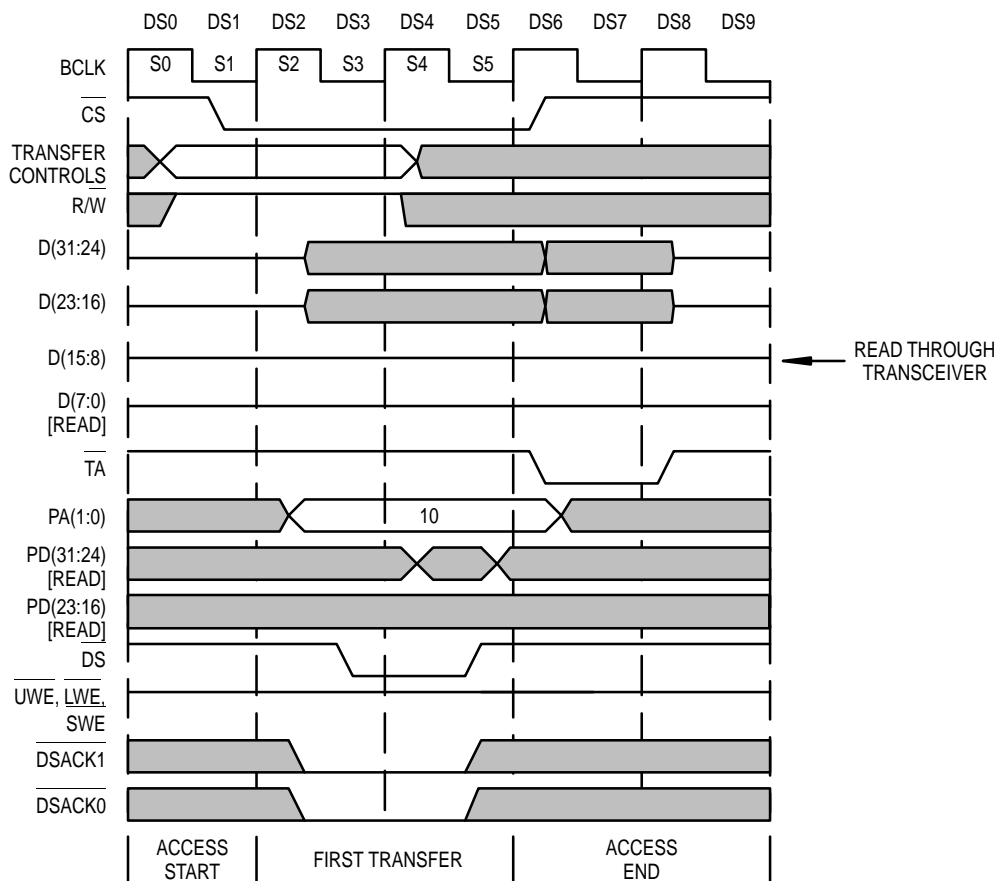 DS0 DS1 DS2 DS3 DS4 DS5 DS6 DS7 DS8 DS9
BCLK S0 S1 S2 S3 S4 S5
CS
TRANSFER
CONTROLS
R/W
D(31:24)
D(23:16)
D(15:8)
READ THROUGH
TRANSCEIVER
D(7:0)
[READ]
TA
PA(1:0) 10
PD(31:24)
[READ]
PD(23:16)
[READ]
DS
UWE, LWE,
SWE
DSACK1
DSACK0
ACCESS
START
FIRST TRANSFER
ACCESS
END